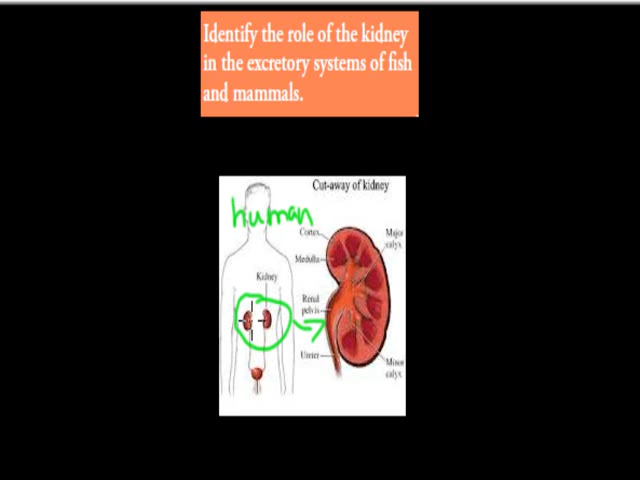 Identify the role of the kidney
in the excretory systems of fish
and mammals.
Cut-away of kidney
human
Cortex
Major
calyx
Medulla
Kidney
Renal
pelvis
Ureter
Minor
calyx